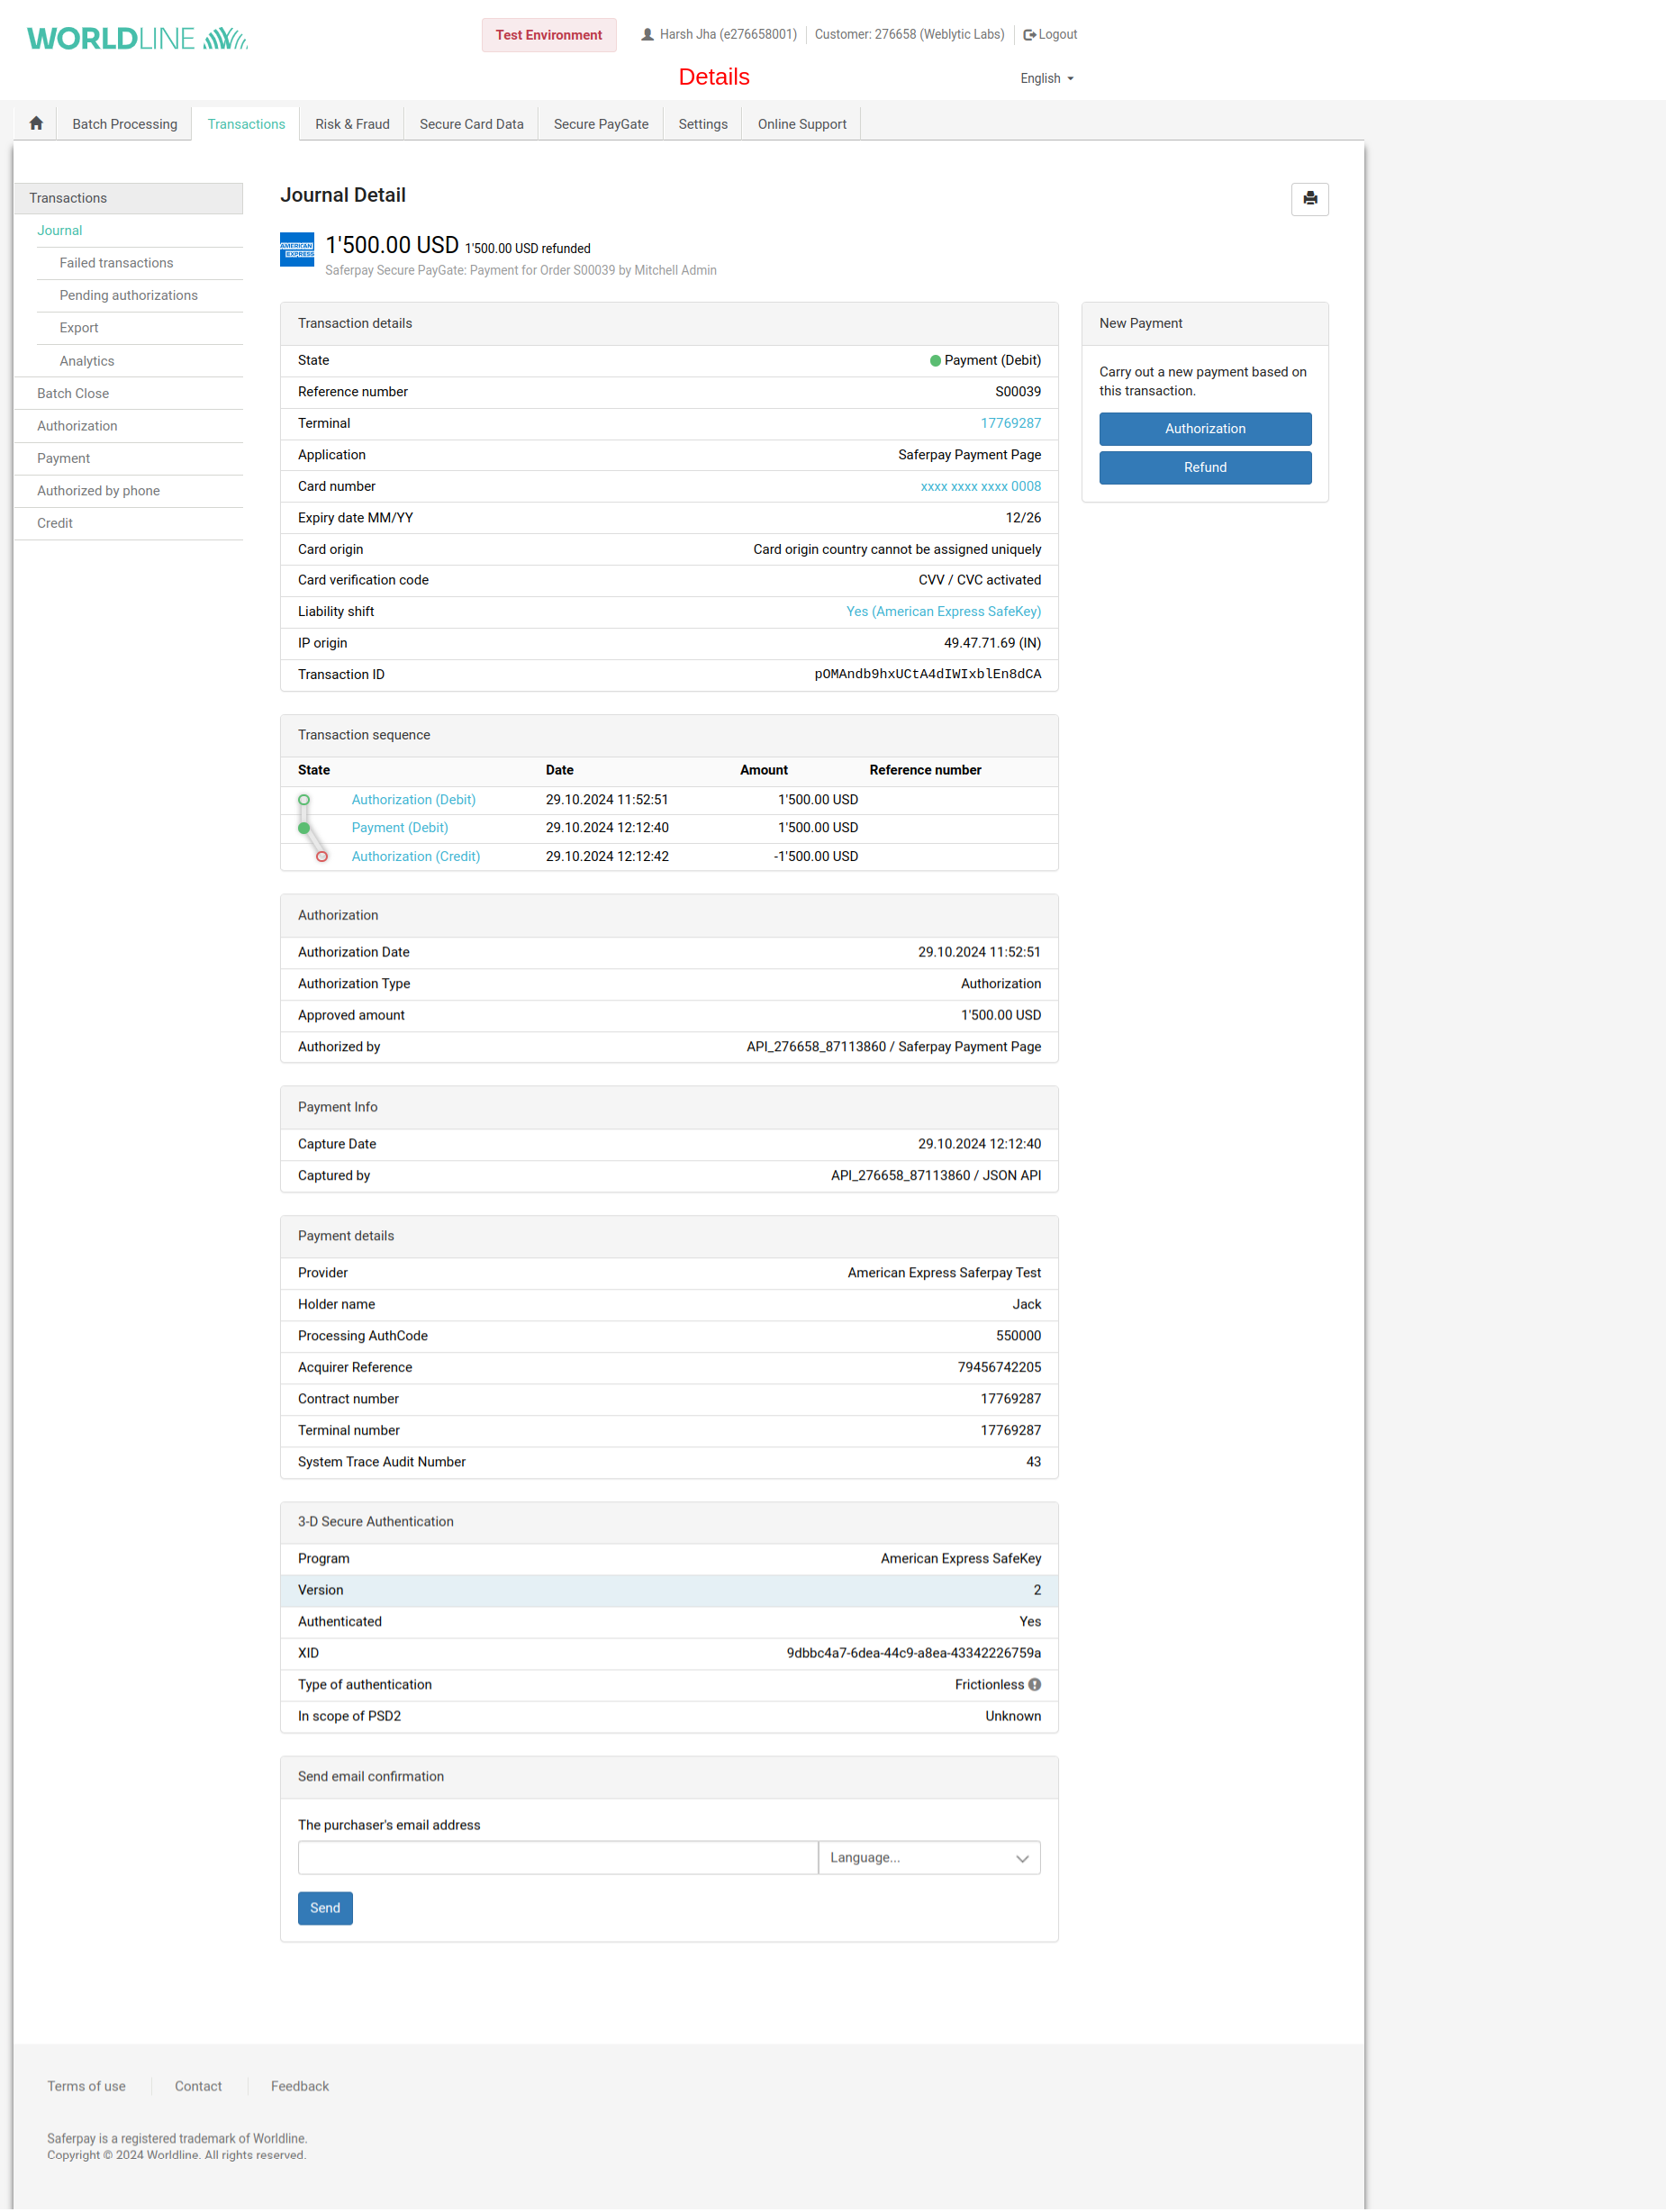 WORLDLINE
Test Environment
Harsh Jha (e276658001)
Customer: 276658 (Weblytic Labs)
Logout
Details
English
Batch Processing
Transactions
Risk & Fraud
Secure Card Data
Secure PayGate
Settings
Online Support
Transactions
Journal
Failed transactions
Pending authorizations
Export
Analytics
Batch Close
Authorization
Payment
Authorized by phone
Credit
Journal Detail
AMERICAN
EXPRESS
1'500.00 USD 1'500.00 USD refunded
Saferpay Secure PayGate: Payment for Order S00039 by Mitchell Admin
Transaction details
State Payment (Debit)
Reference number S00039
Terminal 17769287
Application Saferpay Payment Page
Card number xxxx xxxx xxxx 0008
Expiry date MM/YY 12/26
Card origin Card origin country cannot be assigned uniquely
Card verification code CVV / CVC activated
Liability shift Yes (American Express SafeKey)
IP origin 49.47.71.69 (IN)
Transaction ID pOMAndb9hxUCtA4dIWIxblEn8dCA
New Payment
Carry out a new payment based on
this transaction.
Authorization
Refund
Transaction sequence
State Date Amount Reference number
Authorization (Debit) 29.10.2024 11:52:51 1'500.00 USD
Payment (Debit) 29.10.2024 12:12:40 1'500.00 USD
Authorization (Credit) 29.10.2024 12:12:42 -1'500.00 USD
Authorization
Authorization Date 29.10.2024 11:52:51
Authorization Type Authorization
Approved amount 1'500.00 USD
Authorized by API_276658_87113860 / Saferpay Payment Page
Payment Info
Capture Date 29.10.2024 12:12:40
Captured by API_276658_87113860 / JSON API
Payment details
Provider American Express Saferpay Test
Holder name Jack
Processing AuthCode 550000
Acquirer Reference 79456742205
Contract number 17769287
Terminal number 17769287
System Trace Audit Number 43
3-D Secure Authentication
Program American Express SafeKey
Version 2
Authenticated Yes
XID 9dbbc4a7-6dea-44c9-a8ea-43342226759a
Type of authentication Frictionless
In scope of PSD2 Unknown
Send email confirmation
The purchaser's email address
Language...
Send
Terms of use
Contact
Feedback
Saferpay is a registered trademark of Worldline.
Copyright © 2024 Worldline. All rights reserved.